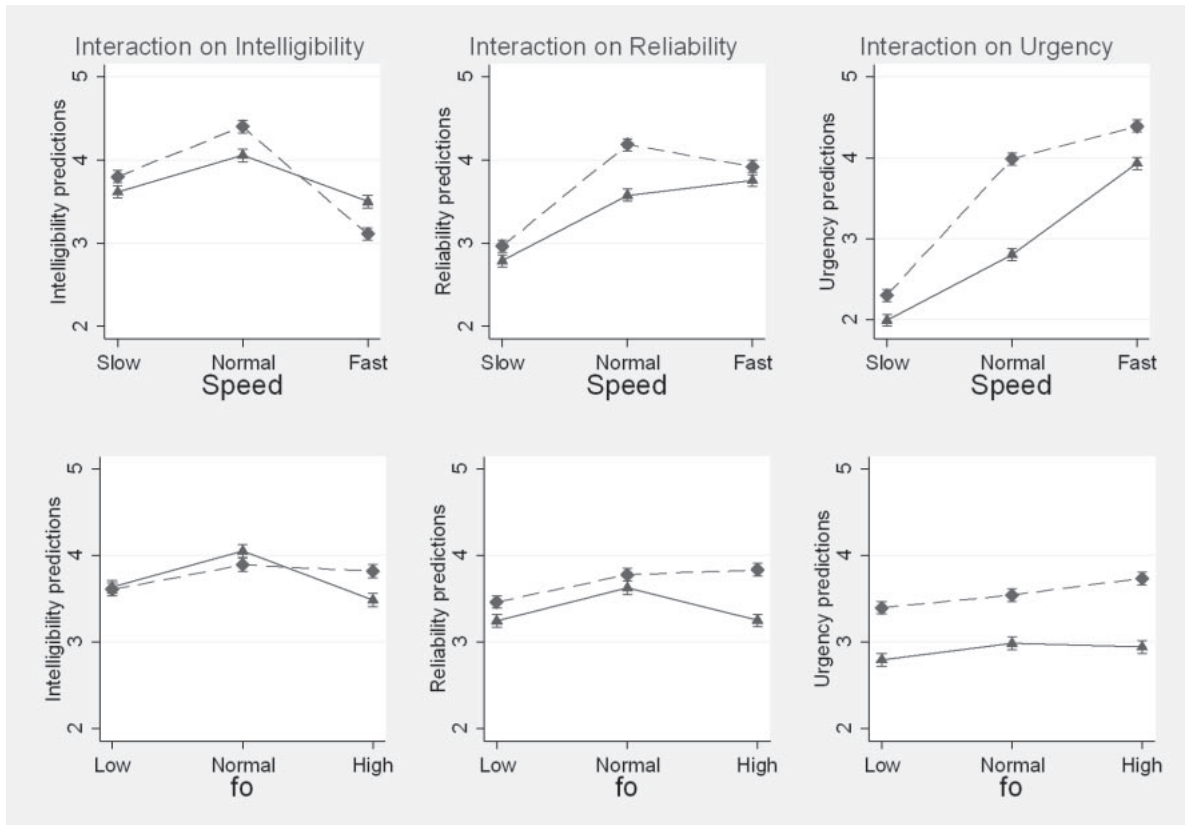 Interaction on Intelligibility
Intelligibility predictions
5
4
3
2
Slow Normal Fast
Speed
Interaction on Reliability
Reliability predictions
5
4
3
2
Slow Normal Fast
Speed
Interaction on Urgency
Urgency predictions
5
4
3
2
Slow Normal Fast
Speed
Intelligibility predictions
5
4
3
2
Low Normal High
fo
Reliability predictions
5
4
3
2
Low Normal High
fo
Urgency predictions
5
4
3
2
Low Normal High
fo